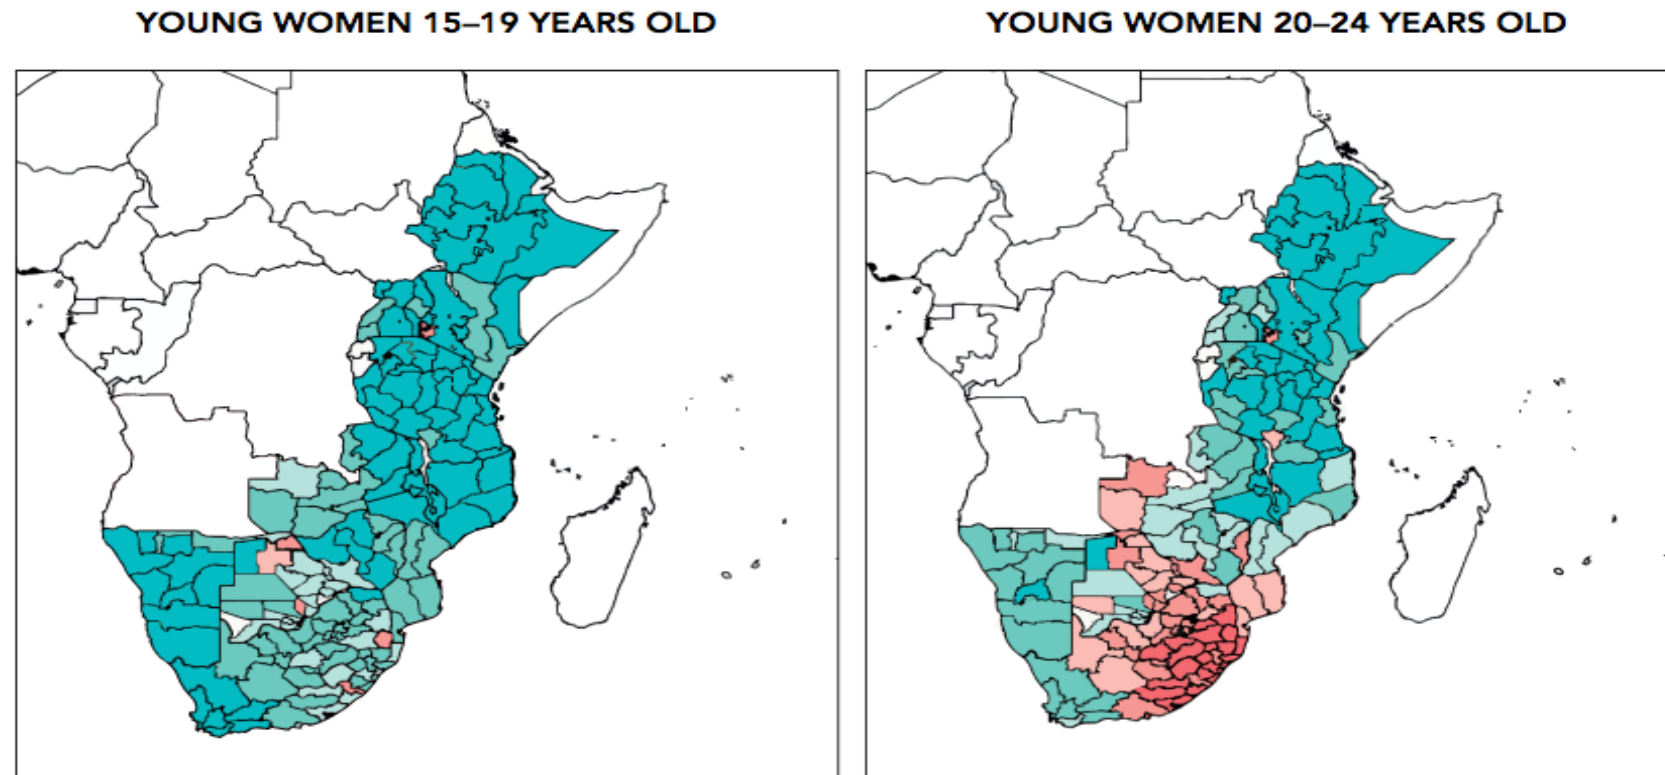 YOUNG WOMEN 15–19 YEARS OLD
YOUNG WOMEN 20–24 YEARS OLD